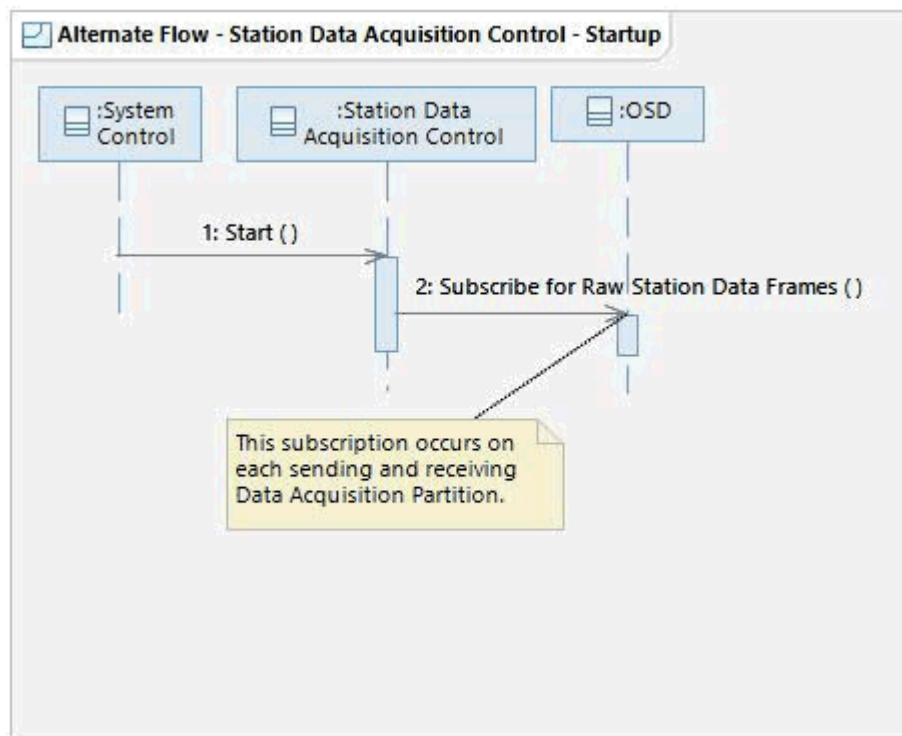 Alternate Flow - Station Data Acquisition Control - Startup
:System
Control
:Station Data
Acquisition Control
:OSD
1: Start ( )
2: Subscribe for Raw Station Data Frames ( )
This subscription occurs on
each sending and receiving
Data Acquisition Partition.